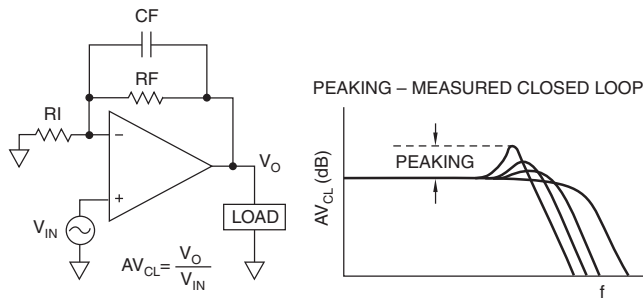 CF
RF
RI
−
+
V_O
V_IN
LOAD
AV_CL = V_O / V_IN
PEAKING – MEASURED CLOSED LOOP
PEAKING
AV_CL (dB)
f